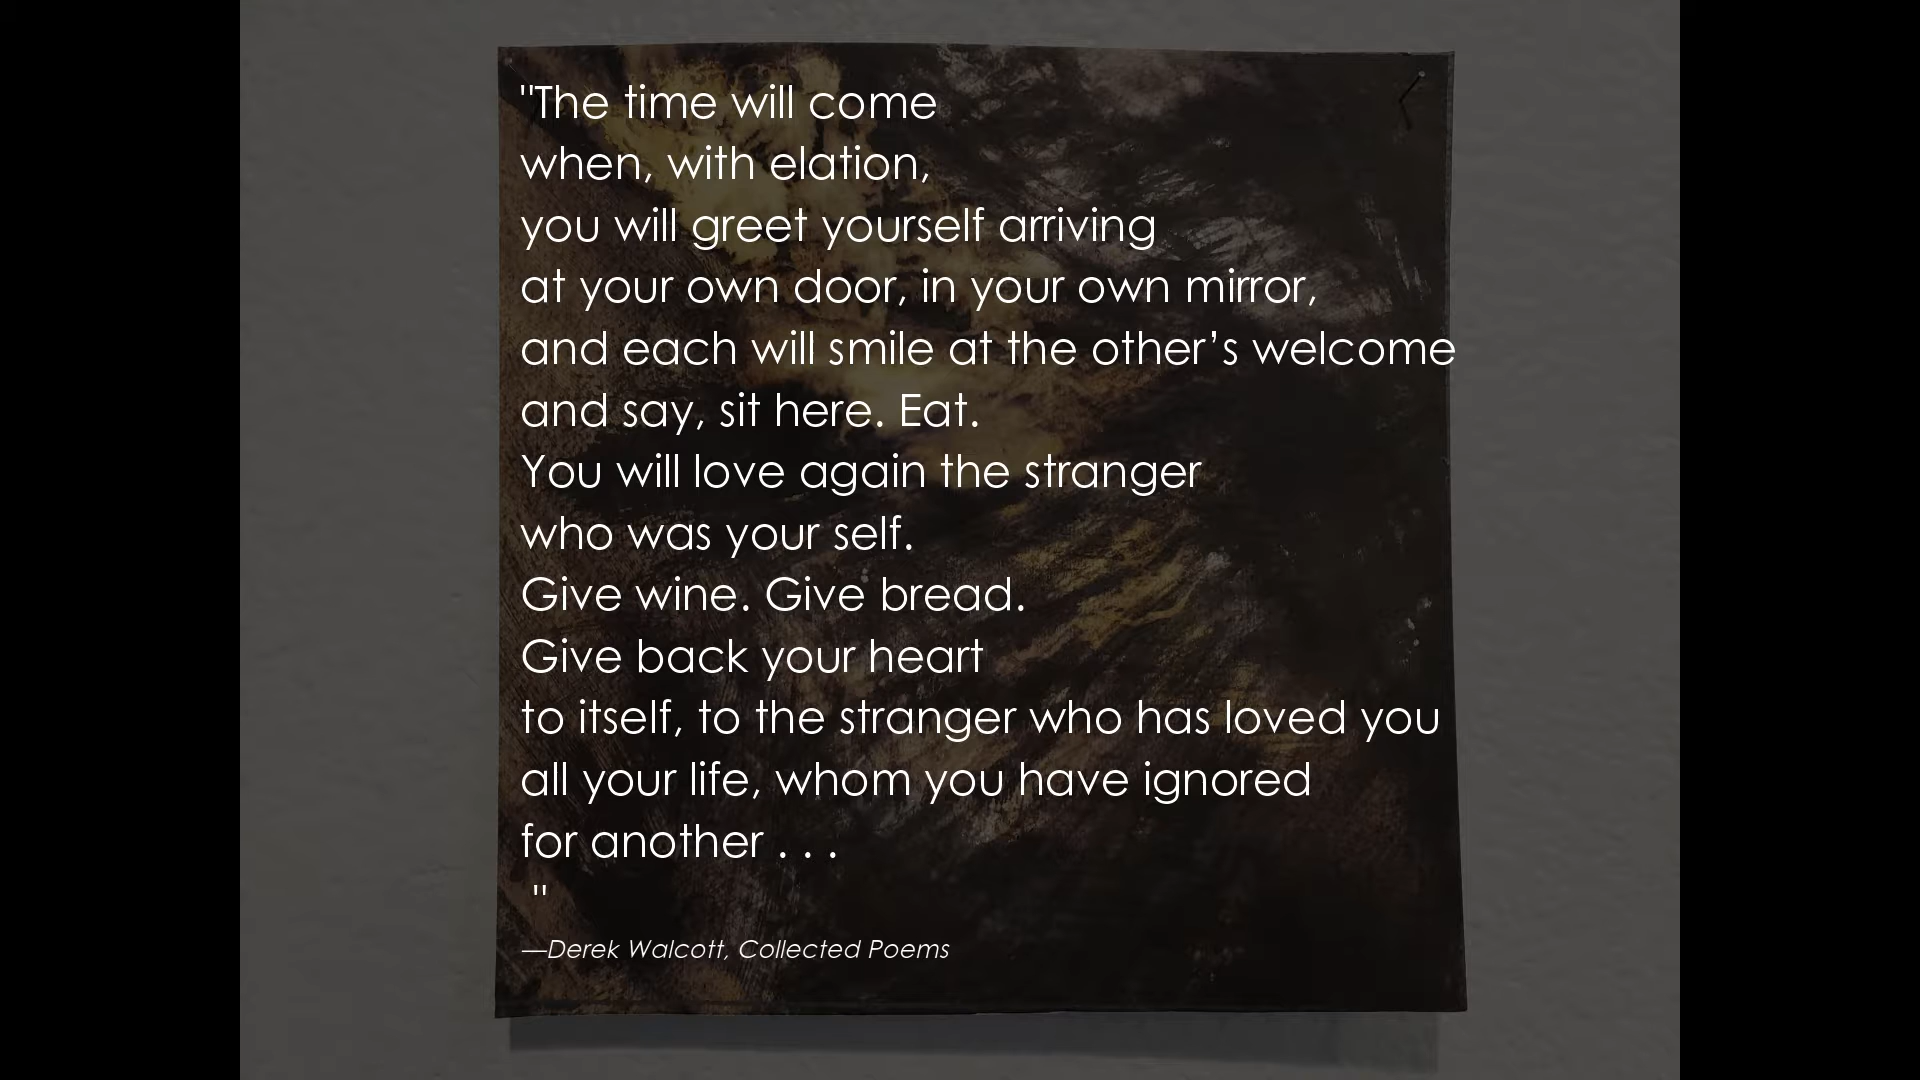 "The time will come
when, with elation,
you will greet yourself arriving
at your own door, in your own mirror,
and each will smile at the other’s welcome
and say, sit here. Eat.
You will love again the stranger
who was your self.
Give wine. Give bread.
Give back your heart
to itself, to the stranger who has loved you
all your life, whom you have ignored
for another . . .
"
—Derek Walcott, Collected Poems